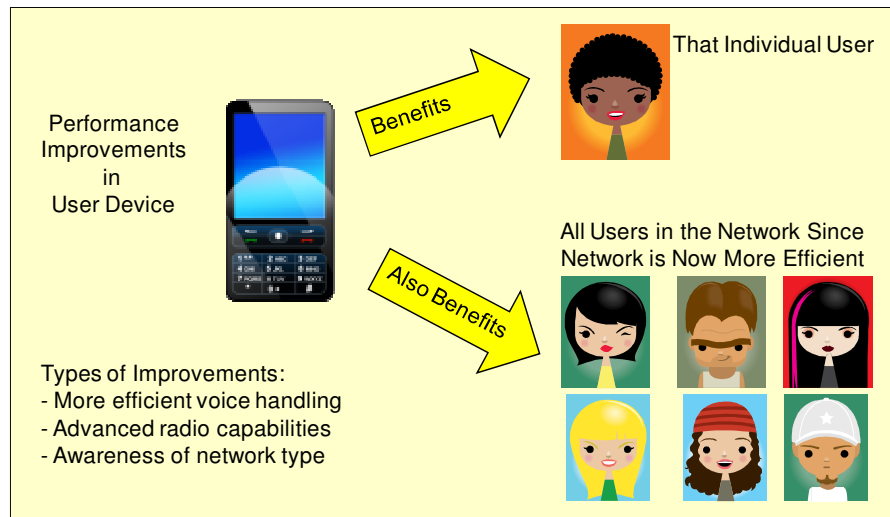 Performance
Improvements
in
User Device
Benefits
That Individual User
Also Benefits
All Users in the Network Since
Network is Now More Efficient
Types of Improvements:
- More efficient voice handling
- Advanced radio capabilities
- Awareness of network type